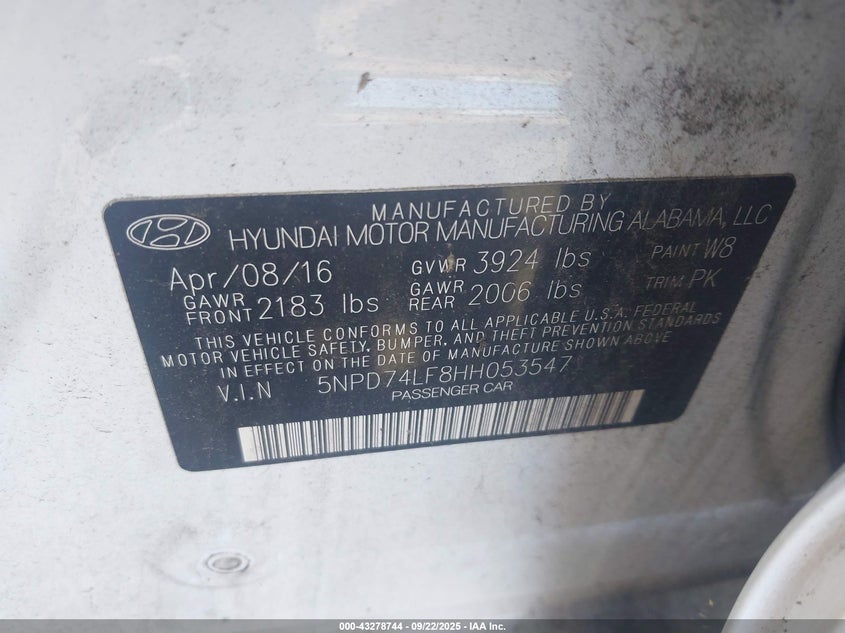 MANUFACTURED BY
HYUNDAI MOTOR MANUFACTURING ALABAMA, LLC
Apr/08/16 GVWR 3924 lbs PAINT W8
GAWR FRONT 2183 lbs GAWR REAR 2006 lbs TRIM PK
THIS VEHICLE CONFORMS TO ALL APPLICABLE U.S.A. FEDERAL
MOTOR VEHICLE SAFETY, BUMPER, AND THEFT PREVENTION STANDARDS
IN EFFECT ON THE DATE OF MANUFACTURE SHOWN ABOVE
V.I.N 5NPD74LF8HH053547
PASSENGER CAR
000-43278744 - 09/22/2025 - IAA Inc.